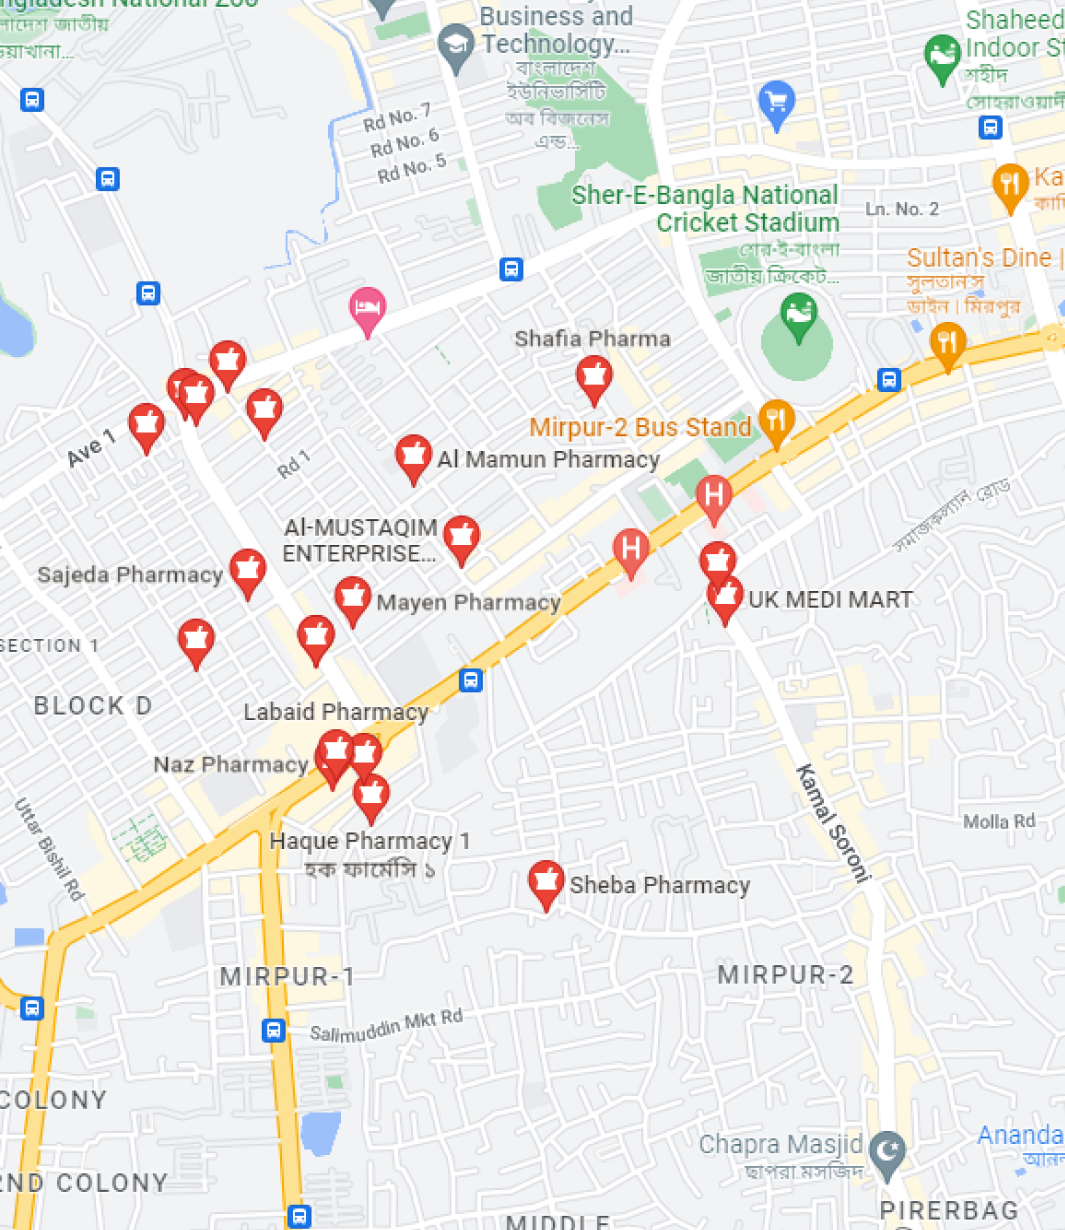 ngladesh National Zoo
লাদেশ জাতীয়
Business and
Technology...
বাংলাদেশ
ইউনিভার্সিটি
অব বিজনেস
এন্ড...
Shaheed
Indoor St
শহীদ
সোহরাওয়ার্দী
Rd No. 7
Rd No. 6
Rd No. 5
Sher-E-Bangla National
Cricket Stadium
শের-ই-বাংলা
জাতীয় ক্রিকেট...
Ln. No. 2
Ka
Sultan's Dine |
সুলতান'স
ডাইন | মিরপুর
Shafia Pharma
Mirpur-2 Bus Stand
Ave 1
Rd 1
Al Mamun Pharmacy
Al-MUSTAQIM
ENTERPRISE...
সমাজকল্যান রোড
Sajeda Pharmacy
Mayen Pharmacy
UK MEDI MART
SECTION 1
BLOCK D
Labaid Pharmacy
Naz Pharmacy
Uttar Bishil Rd
Kamal Soroni
Molla Rd
Haque Pharmacy 1
হক ফার্মেসি ১
Sheba Pharmacy
MIRPUR-1
MIRPUR-2
Salimuddin Mkt Rd
COLONY
Chapra Masjid
ছাপরা মসজিদ
Ananda
আনন্দ
2ND COLONY
PIRERBAG
MIDDLE